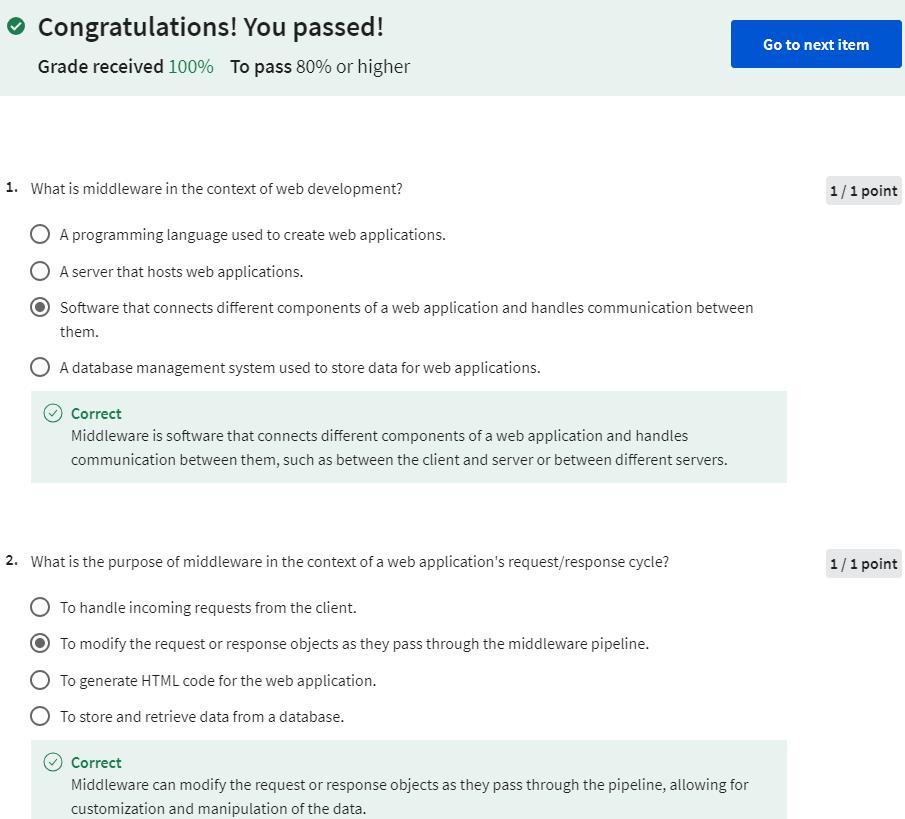 Congratulations! You passed!
Grade received 100% To pass 80% or higher
Go to next item
1. What is middleware in the context of web development?
1 / 1 point
A programming language used to create web applications.
A server that hosts web applications.
Software that connects different components of a web application and handles communication between
them.
A database management system used to store data for web applications.
Correct
Middleware is software that connects different components of a web application and handles
communication between them, such as between the client and server or between different servers.
2. What is the purpose of middleware in the context of a web application's request/response cycle?
1 / 1 point
To handle incoming requests from the client.
To modify the request or response objects as they pass through the middleware pipeline.
To generate HTML code for the web application.
To store and retrieve data from a database.
Correct
Middleware can modify the request or response objects as they pass through the pipeline, allowing for
customization and manipulation of the data.